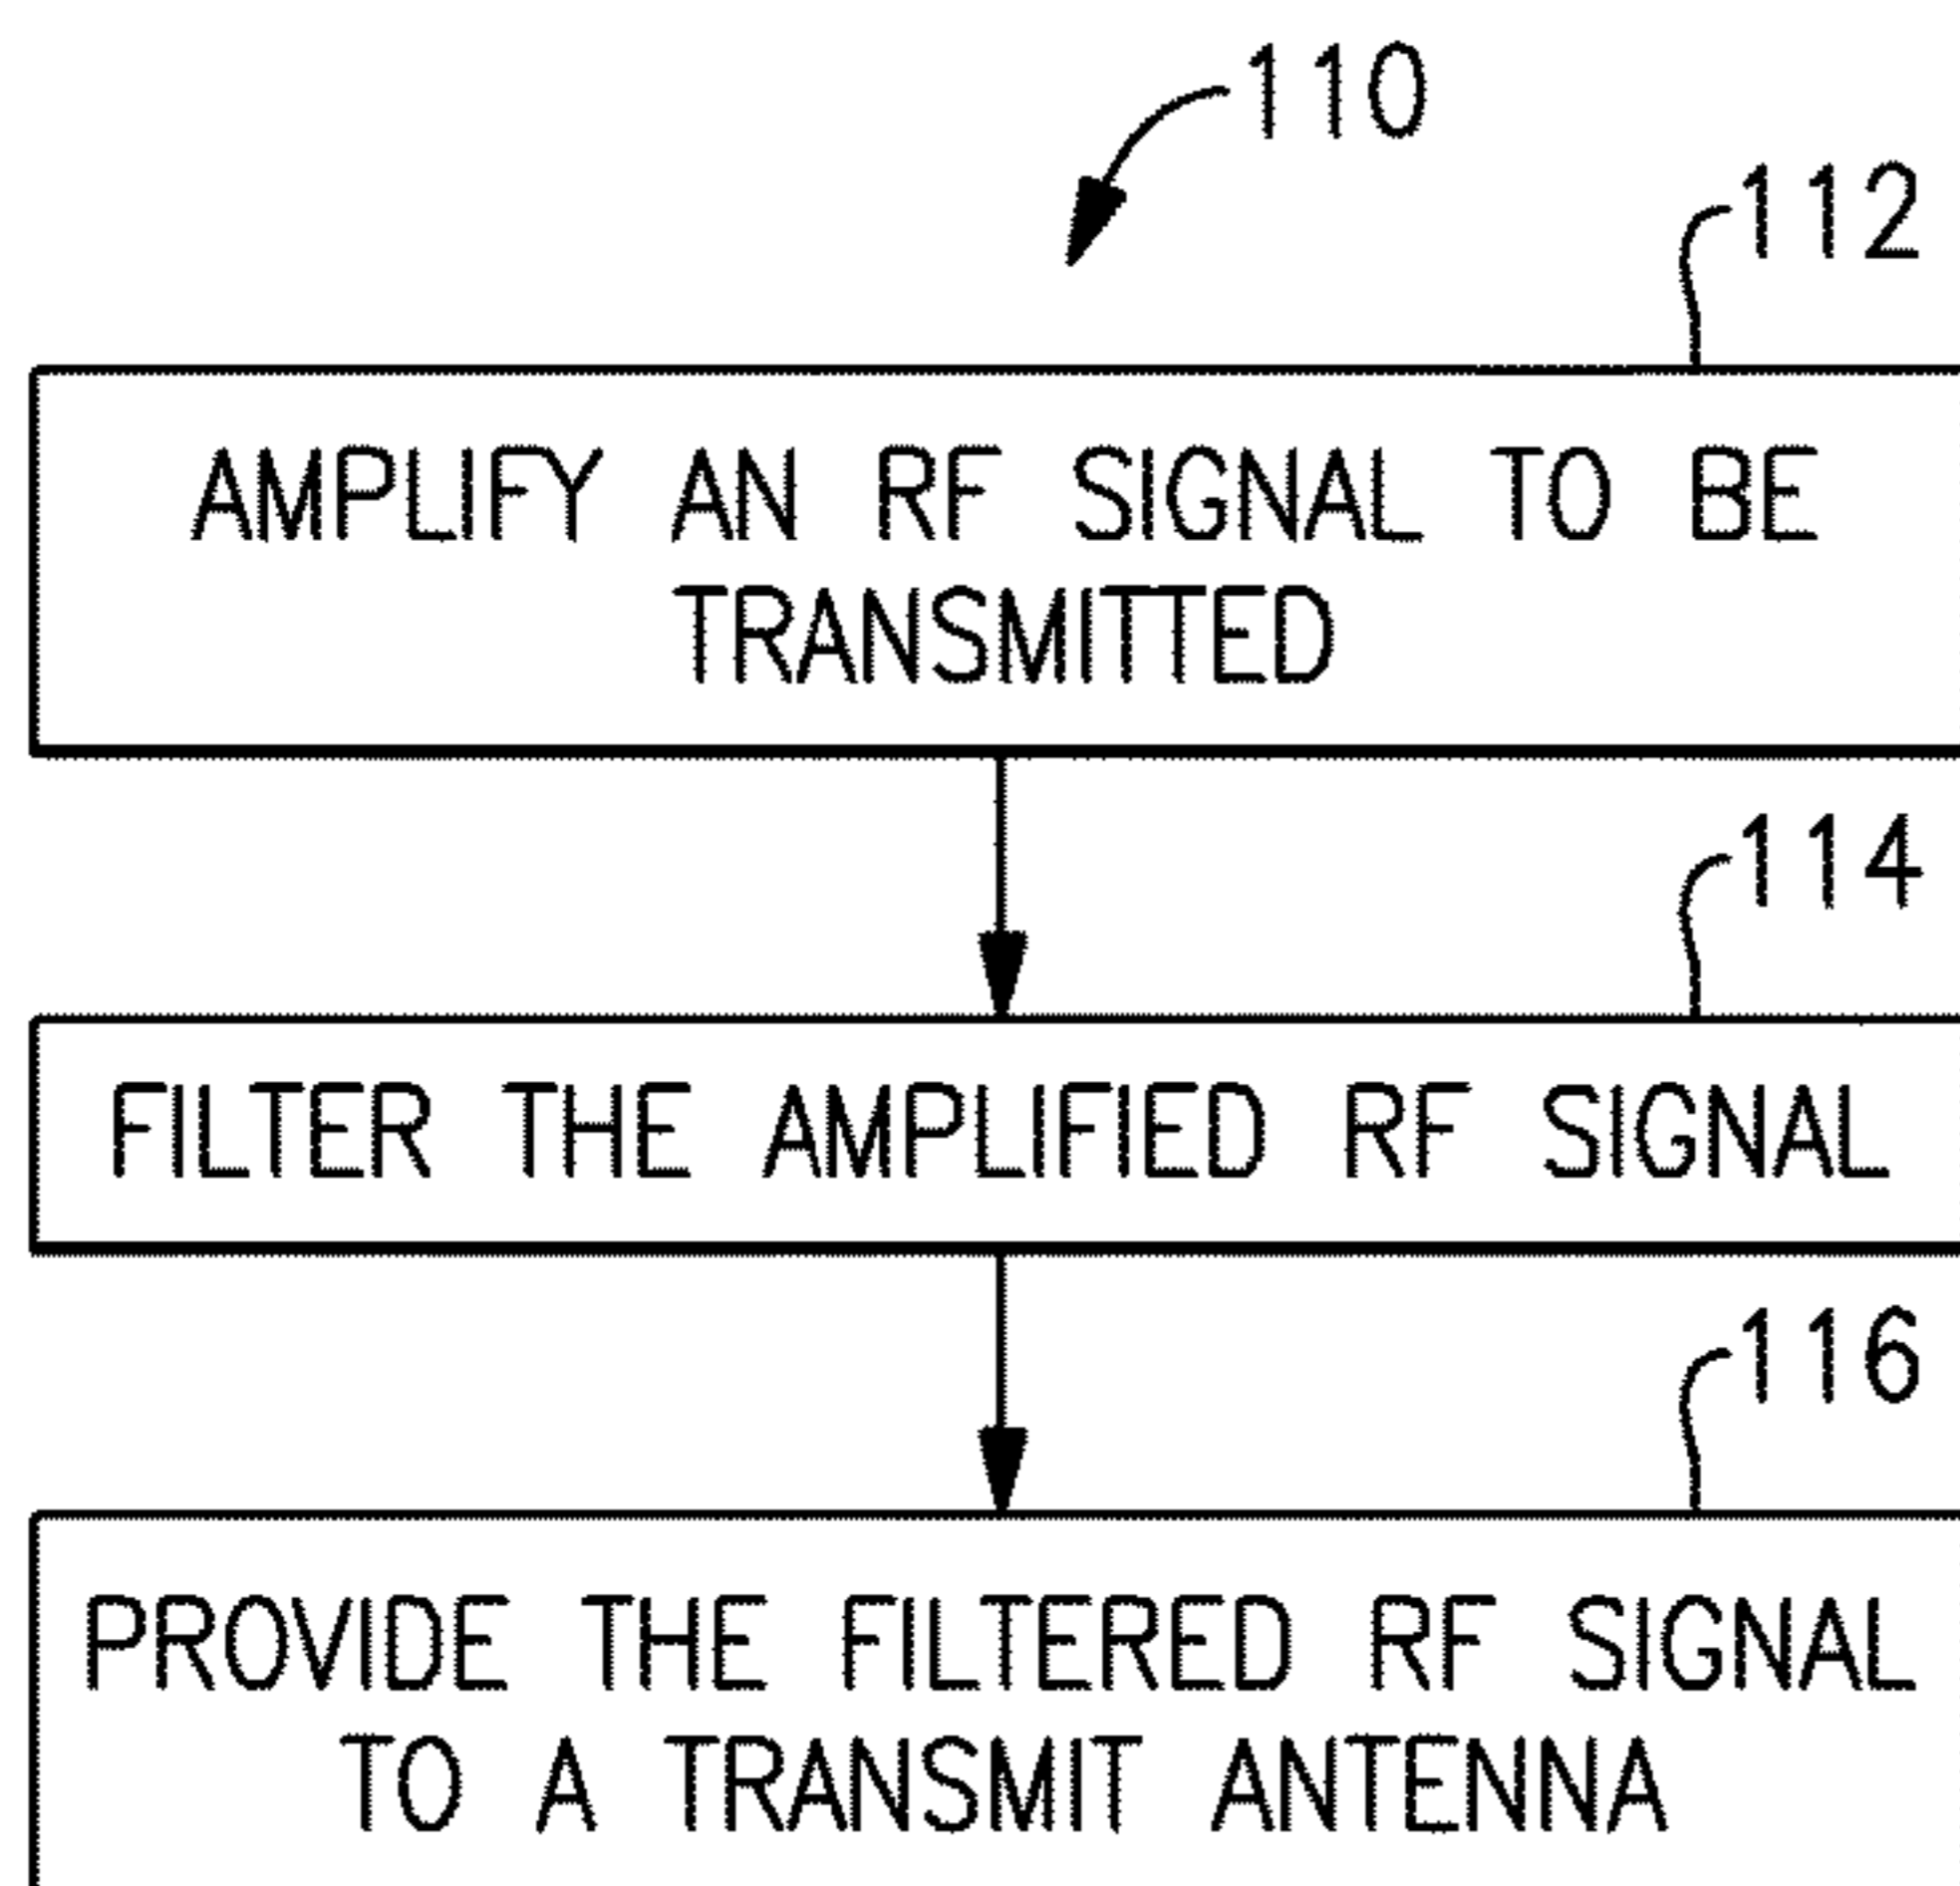 110
112
AMPLIFY AN RF SIGNAL TO BE
TRANSMITTED
114
FILTER THE AMPLIFIED RF SIGNAL
116
PROVIDE THE FILTERED RF SIGNAL
TO A TRANSMIT ANTENNA